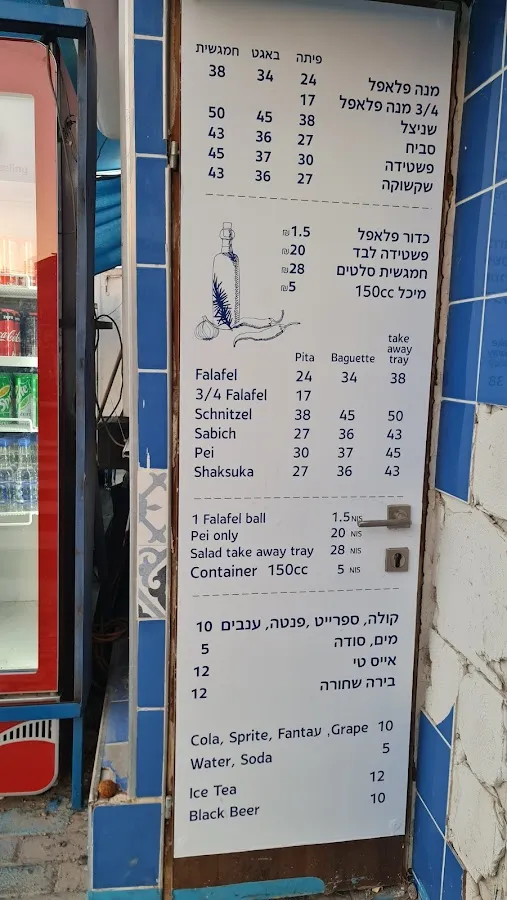 פיתה באגט חמגשית
מנה פלאפל 24 34 38
3/4 מנה פלאפל 17
שניצל 38 45 50
סביח 27 36 43
פשטידה 30 37 45
שקשוקה 27 36 43
כדור פלאפל 1.5₪
פשטידה לבד 20₪
חמגשית סלטים 28₪
מיכל 150cc 5₪
take
away
Pita Baguette tray
Falafel 24 34 38
3/4 Falafel 17
Schnitzel 38 45 50
Sabich 27 36 43
Pei 30 37 45
Shaksuka 27 36 43
1 Falafel ball 1.5 NIS
Pei only 20 NIS
Salad take away tray 28 NIS
Container 150cc 5 NIS
קולה, ספרייט ,פנטה, ענבים 10
מים, סודה 5
אייס טי 12
בירה שחורה 12
Cola, Sprite, Fantaע ,Grape 10
Water, Soda 5
Ice Tea 12
Black Beer 10